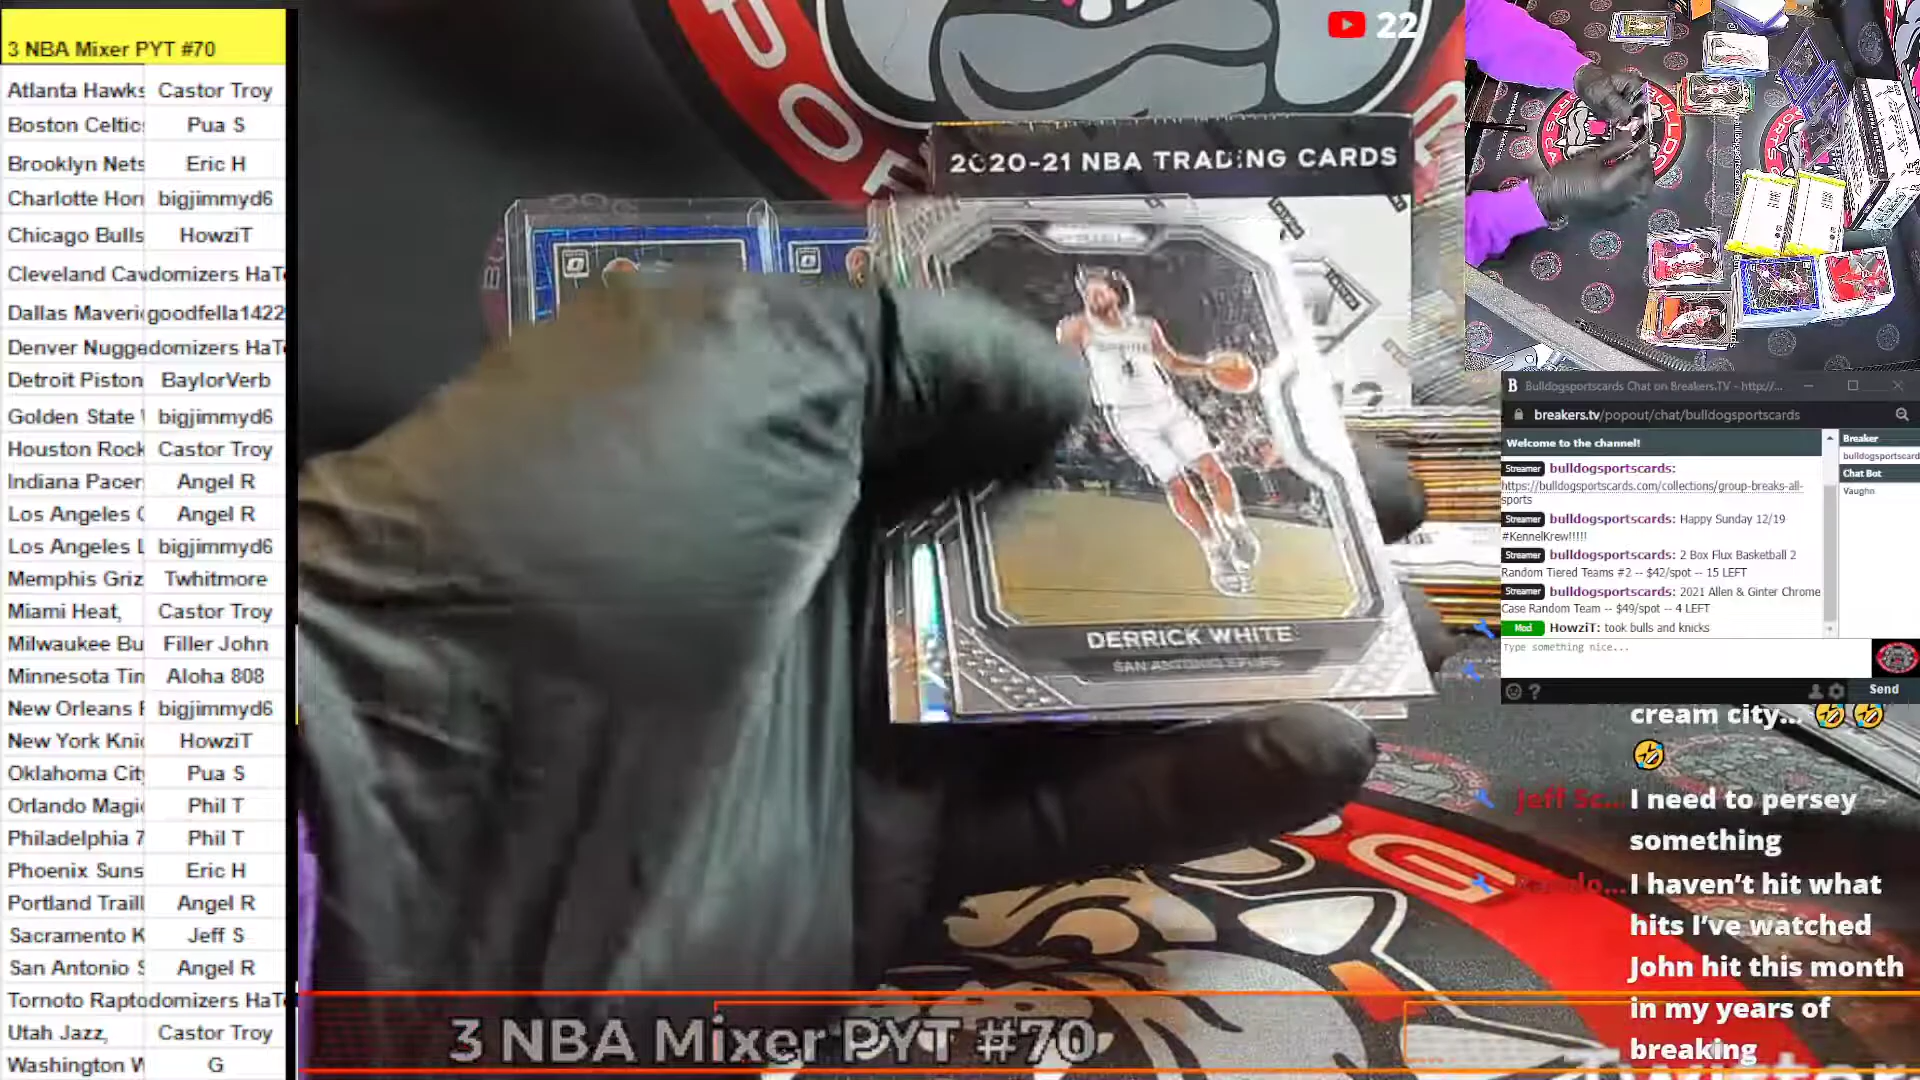 3 NBA Mixer PYT #70
Atlanta Hawks Castor Troy
Boston Celtic Pua S
Brooklyn Nets Eric H
Charlotte Horn bigjimmyd6
Chicago Bulls HowziT
Cleveland Cavdomizers HaT
Dallas Maveri goodfella1422
Denver Nuggedomizers HaT
Detroit Piston BaylorVerb
Golden State bigjimmyd6
Houston Rock Castor Troy
Indiana Pacer Angel R
Los Angeles C Angel R
Los Angeles L bigjimmyd6
Memphis Griz Twhitmore
Miami Heat, Castor Troy
Milwaukee Bu Filler John
Minnesota Tin Aloha 808
New Orleans F bigjimmyd6
New York Knic HowziT
Oklahoma City Pua S
Orlando Magic Phil T
Philadelphia 7 Phil T
Phoenix Suns Eric H
Portland Traill Angel R
Sacramento K Jeff S
San Antonio S Angel R
Tornoto Raptodomizers HaT
Utah Jazz, Castor Troy
Washington W G
22
2020-21 NBA TRADING CARDS
DERRICK WHITE
SAN ANTONIO SPURS
3 NBA Mixer PYT #70
Bulldogsportscards Chat on Breakers.TV - http://...
breakers.tv/popout/chat/bulldogsportscards
Welcome to the channel!
Streamer bulldogsportscards:
https://bulldogsportscards.com/collections/group-breaks-all-
sports
Streamer bulldogsportscards: Happy Sunday 12/19
#KennelKrew!!!!!
Streamer bulldogsportscards: 2 Box Flux Basketball 2
Random Tiered Teams #2 -- $42/spot -- 15 LEFT
Streamer bulldogsportscards: 2021 Allen & Ginter Chrome
Case Random Team -- $49/spot -- 4 LEFT
Mod HowziT: took bulls and knicks
Type something nice...
Send
Breaker
bulldogsportscard
Chat Bot
Vaughn
cream city... 🤣🤣
🤣
Jeff Sc... I need to persey
something
I haven't hit what
hits I've watched
John hit this month
in my years of
breaking